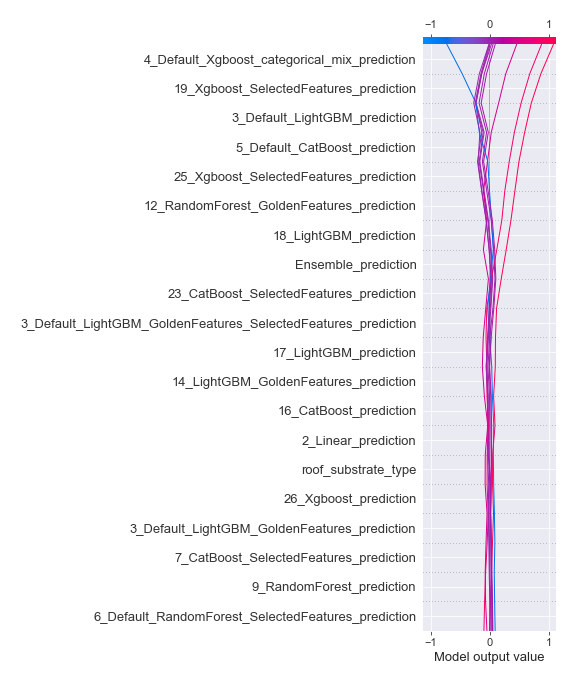 −1 0 1
4_Default_Xgboost_categorical_mix_prediction
19_Xgboost_SelectedFeatures_prediction
3_Default_LightGBM_prediction
5_Default_CatBoost_prediction
25_Xgboost_SelectedFeatures_prediction
12_RandomForest_GoldenFeatures_prediction
18_LightGBM_prediction
Ensemble_prediction
23_CatBoost_SelectedFeatures_prediction
3_Default_LightGBM_GoldenFeatures_SelectedFeatures_prediction
17_LightGBM_prediction
14_LightGBM_GoldenFeatures_prediction
16_CatBoost_prediction
2_Linear_prediction
roof_substrate_type
26_Xgboost_prediction
3_Default_LightGBM_GoldenFeatures_prediction
7_CatBoost_SelectedFeatures_prediction
9_RandomForest_prediction
6_Default_RandomForest_SelectedFeatures_prediction
−1 0 1
Model output value